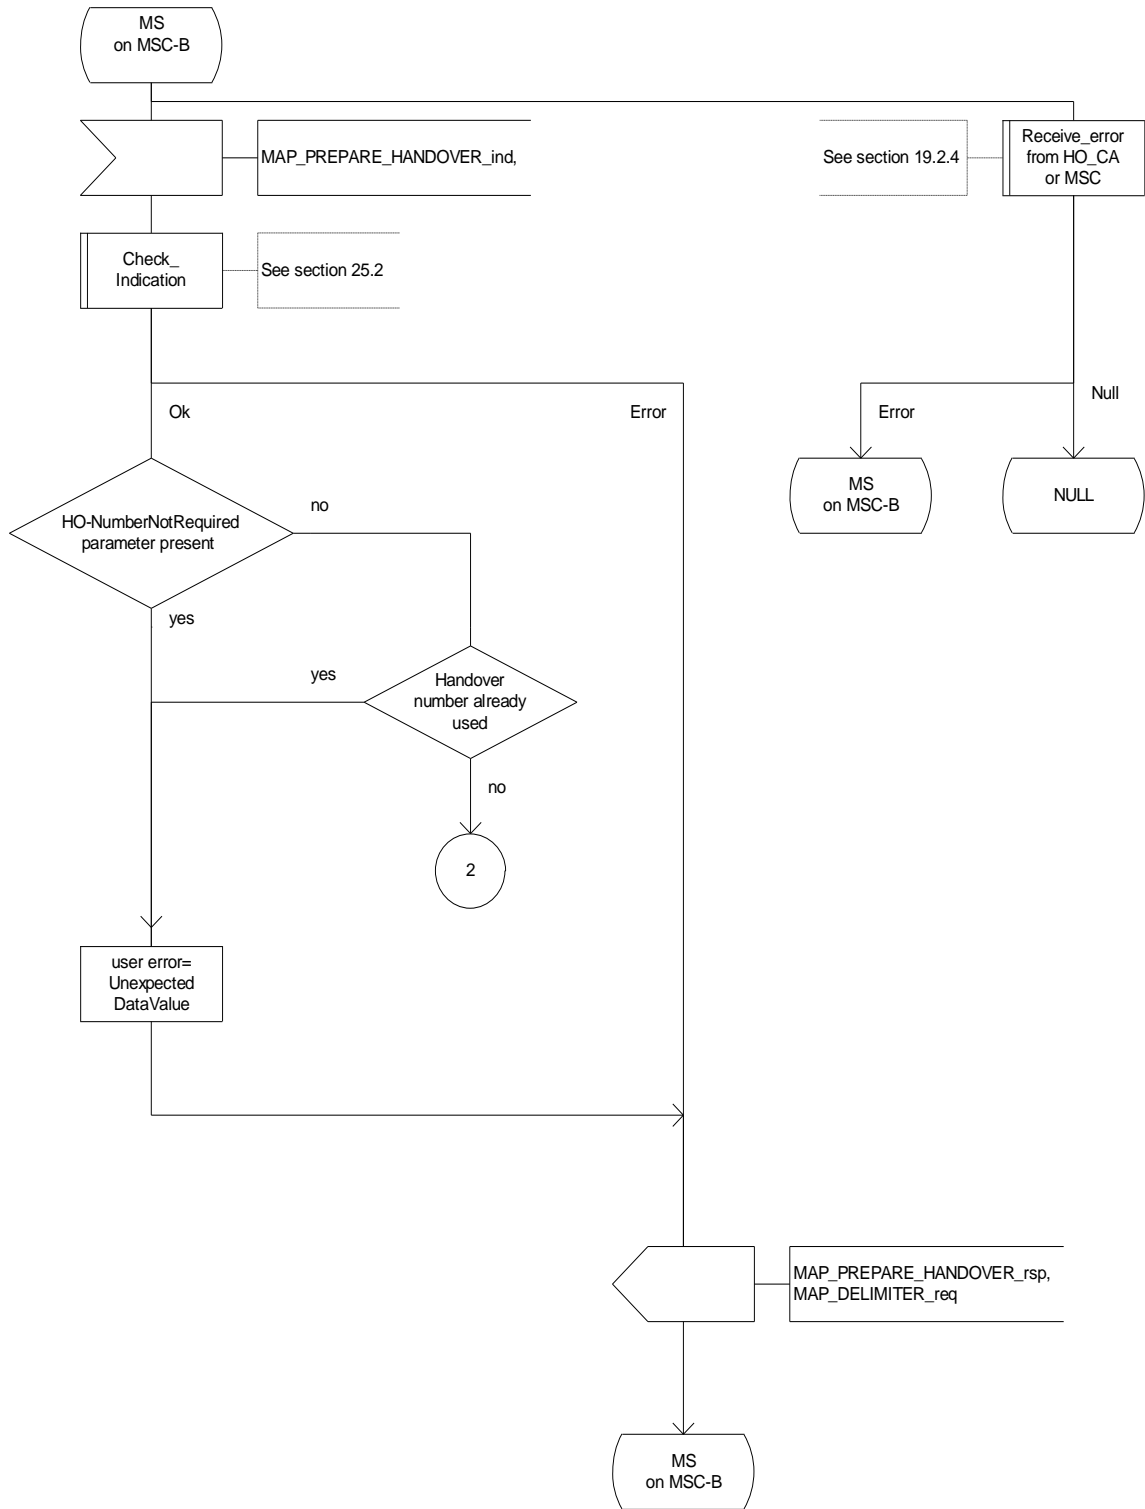 MS
on MSC-B
MAP_PREPARE_HANDOVER_ind,
See section 19.2.4
Receive_error
from HO_CA
or MSC
Check_
Indication
See section 25.2
Ok
Error
Error
Null
MS
on MSC-B
NULL
HO-NumberNotRequired
parameter present
no
yes
yes
Handover
number already
used
no
2
user error=
Unexpected
DataValue
MAP_PREPARE_HANDOVER_rsp,
MAP_DELIMITER_req
MS
on MSC-B